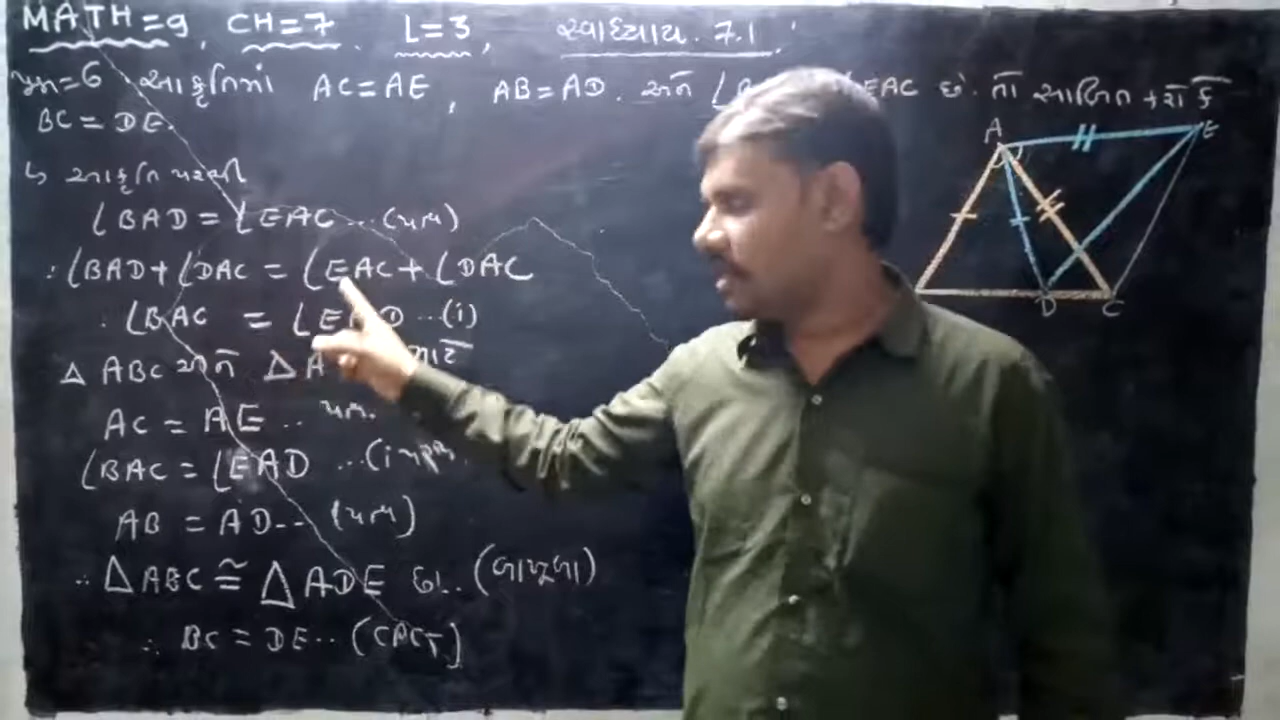 MATH=9, CH=7. L=3, સ્વાધ્યાય. 7.1.
પ્રશ્ન=6 આકૃતિમાં AC=AE, AB=AD. અને ∠B EAC છે. તો સાબિત કરો કે
BC = DE.
↳ આકૃતિ પરથી
∠BAD = ∠EAC ...(પક્ષ)
∴ ∠BAD + ∠DAC = ∠EAC + ∠DAC
∴ ∠BAC = ∠E D ...(i)
△ ABC અને △ A માટે
AC = AE .. પક્ષ.
∠BAC = ∠EAD ...(i પરથી
AB = AD-- (પક્ષ)
∴ △ABC ≅ △ADE છે.. (બાખૂબા)
∴ BC = DE.. (CPCT)
A
E
D
C